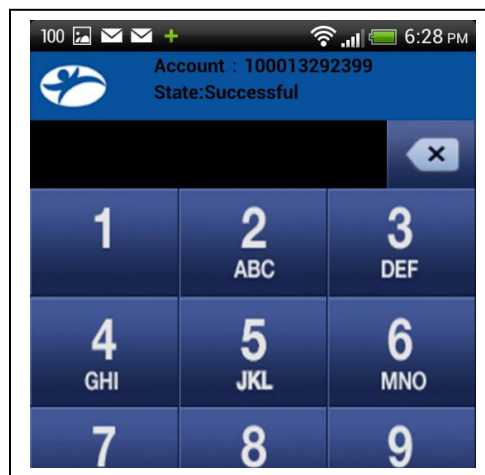 100 6:28 PM
Account : 100013292399
State:Successful
1 2 3
ABC DEF
4 5 6
GHI JKL MNO
7 8 9